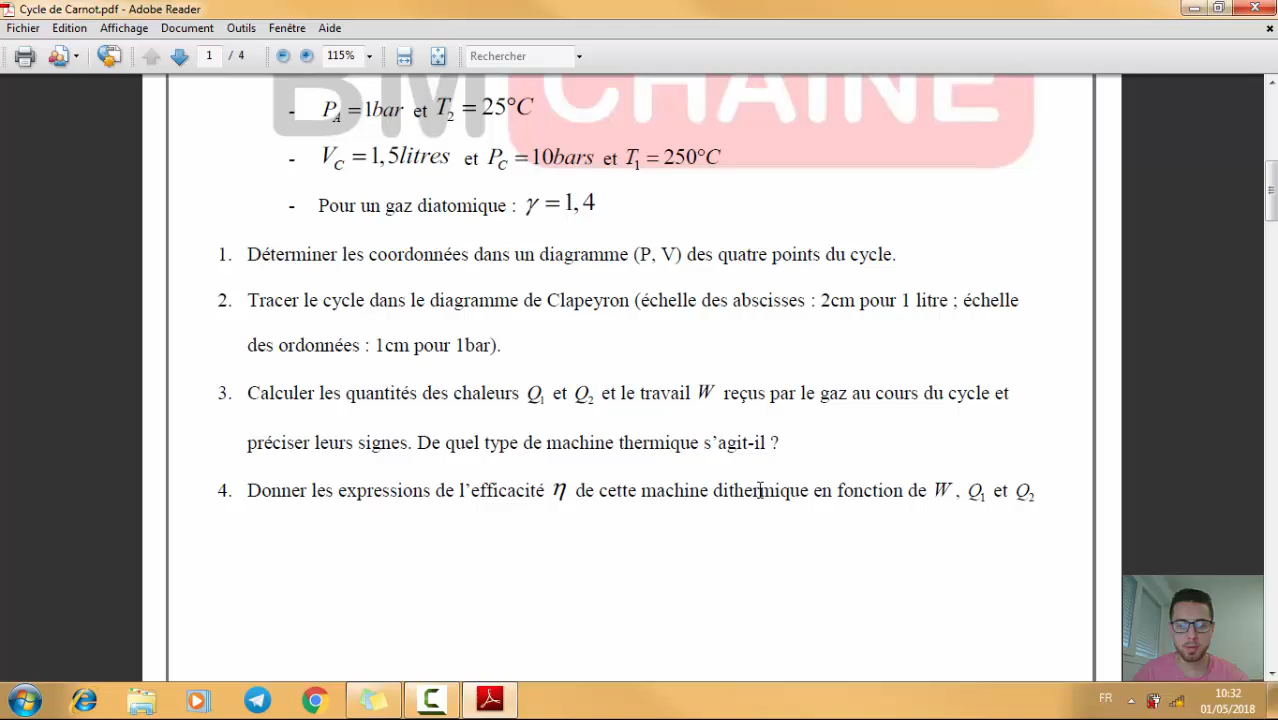 Cycle de Carnot.pdf - Adobe Reader
Fichier Edition Affichage Document Outils Fenêtre Aide
1 / 4 115% Rechercher
BM CHAINE
- P_A = 1bar et T_2 = 25°C
- V_C = 1,5litres et P_C = 10bars et T_1 = 250°C
- Pour un gaz diatomique : γ = 1,4
1. Déterminer les coordonnées dans un diagramme (P, V) des quatre points du cycle.
2. Tracer le cycle dans le diagramme de Clapeyron (échelle des abscisses : 2cm pour 1 litre ; échelle
des ordonnées : 1cm pour 1bar).
3. Calculer les quantités des chaleurs Q_1 et Q_2 et le travail W reçus par le gaz au cours du cycle et
préciser leurs signes. De quel type de machine thermique s’agit-il ?
4. Donner les expressions de l’efficacité η de cette machine dithermique en fonction de W , Q_1 et Q_2
FR 10:32
01/05/2018